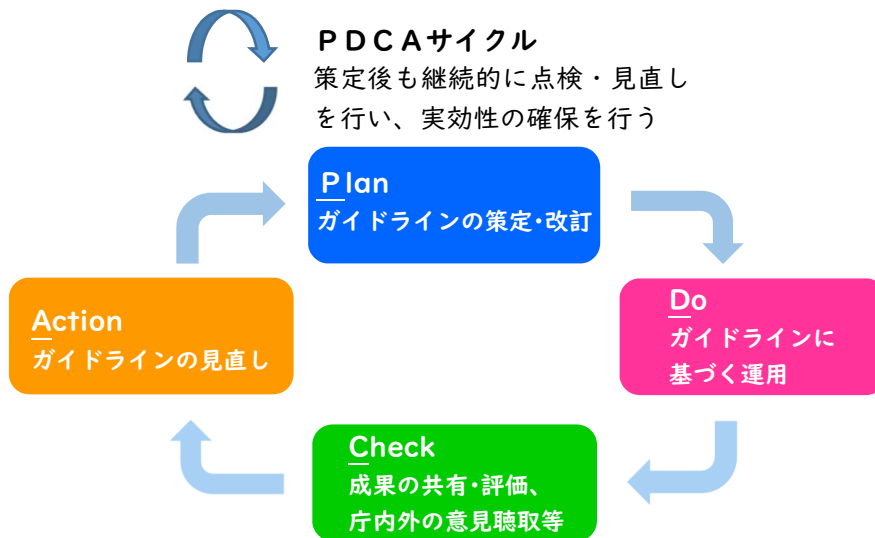 PDCAサイクル
策定後も継続的に点検・見直し
を行い、実効性の確保を行う
Plan
ガイドラインの策定・改訂
Do
ガイドラインに
基づく運用
Check
成果の共有・評価、
庁内外の意見聴取等
Action
ガイドラインの見直し